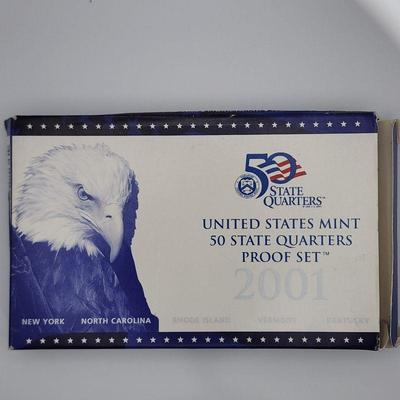 50
STATE
QUARTERS™
UNITED STATES MINT
50 STATE QUARTERS
PROOF SET™
2001
NEW YORK NORTH CAROLINA RHODE ISLAND VERMONT KENTUCKY